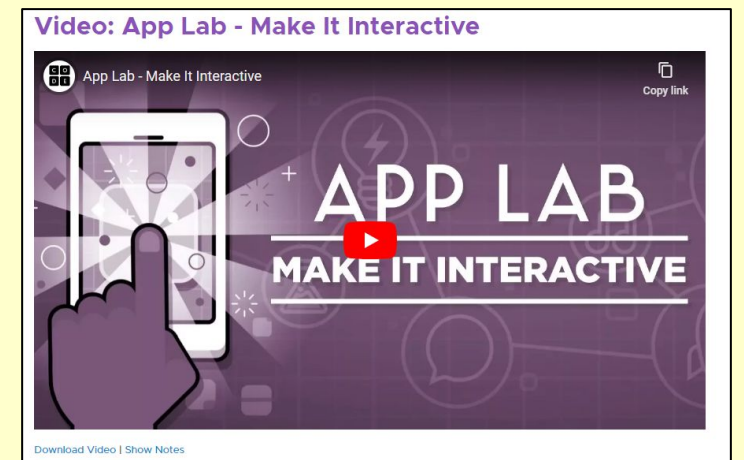 Video: App Lab - Make It Interactive
CODE
App Lab - Make It Interactive
Copy link
APP LAB
MAKE IT INTERACTIVE
Download Video | Show Notes